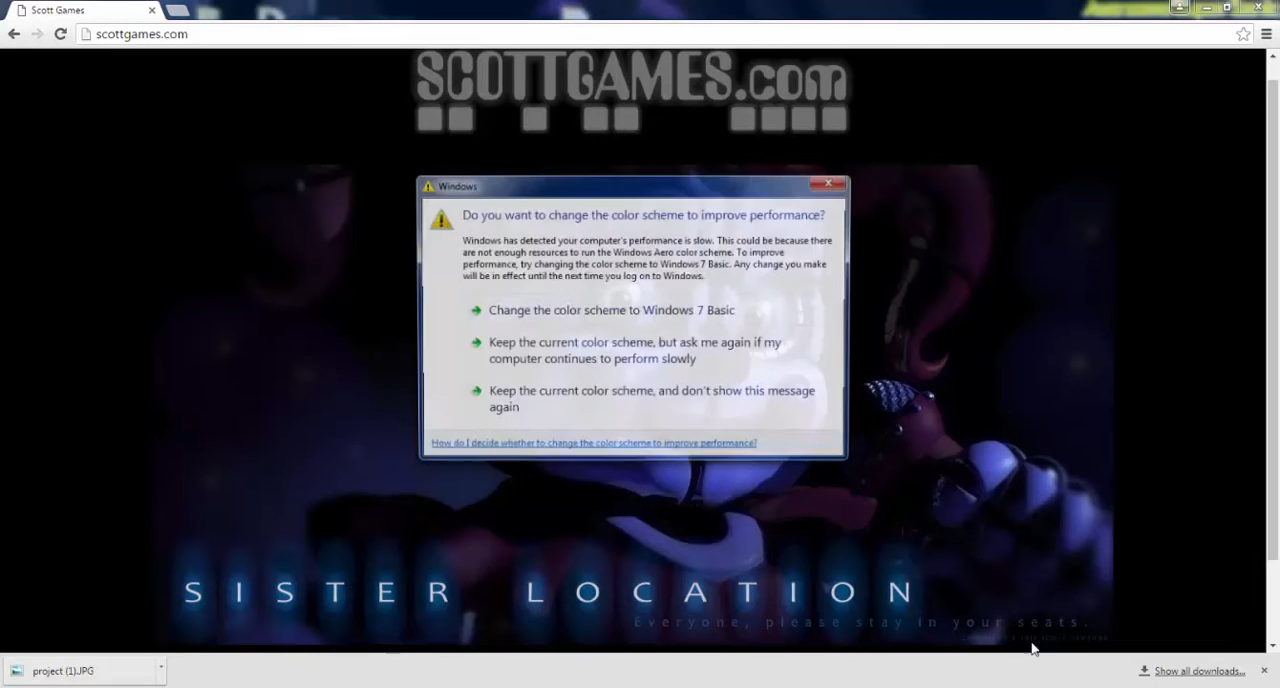 Scott Games
scottgames.com
SCOTTGAMES.com
Windows
Do you want to change the color scheme to improve performance?
Windows has detected your computer's performance is slow. This could be because there
are not enough resources to run the Windows Aero color scheme. To improve
performance, try changing the color scheme to Windows 7 Basic. Any change you make
will be in effect until the next time you log on to Windows.
Change the color scheme to Windows 7 Basic
Keep the current color scheme, but ask me again if my
computer continues to perform slowly
Keep the current color scheme, and don't show this message
again
How do I decide whether to change the color scheme to improve performance?
SISTER LOCATION
Everyone, please stay in your seats.
project (1).JPG
Show all downloads...